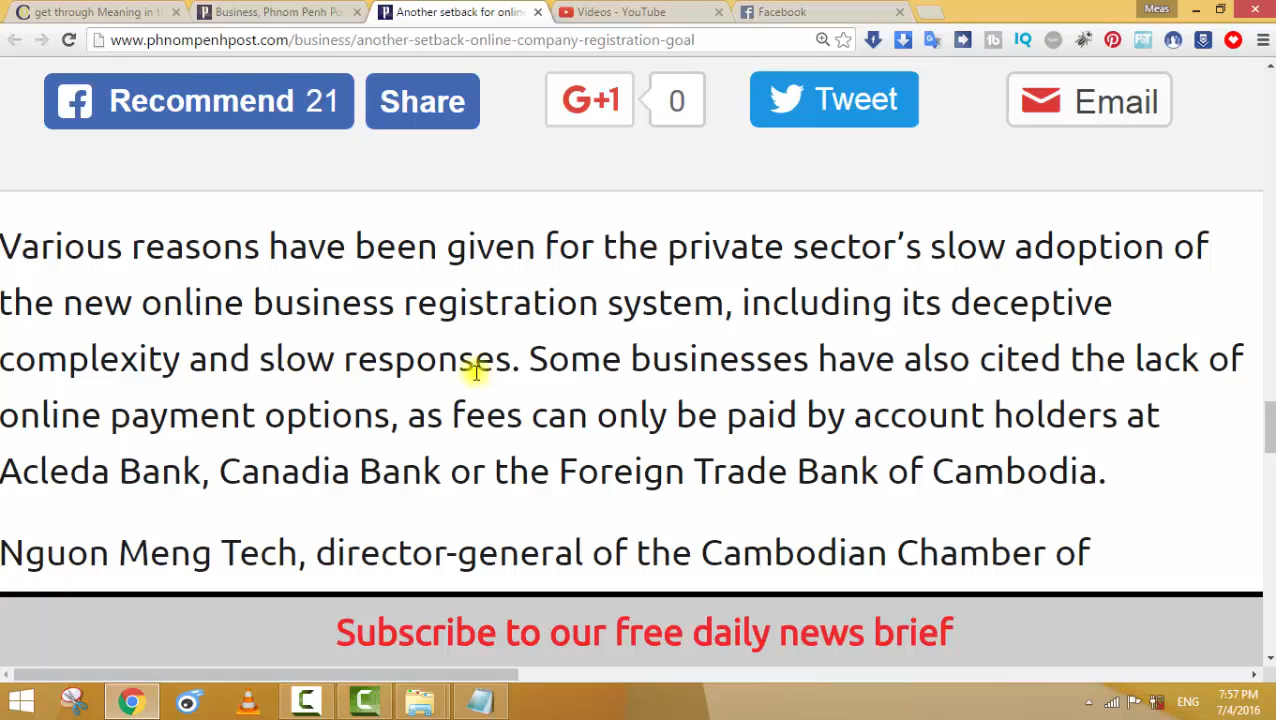 get through Meaning in t
Business, Phnom Penh Po
Another setback for onlin
Videos - YouTube
Facebook
Meas
www.phnompenhpost.com/business/another-setback-online-company-registration-goal
Recommend 21
Share
G+1
0
Tweet
Email
Various reasons have been given for the private sector's slow adoption of
the new online business registration system, including its deceptive
complexity and slow responses. Some businesses have also cited the lack of
online payment options, as fees can only be paid by account holders at
Acleda Bank, Canadia Bank or the Foreign Trade Bank of Cambodia.
Nguon Meng Tech, director-general of the Cambodian Chamber of
Subscribe to our free daily news brief
ENG
7:57 PM
7/4/2016